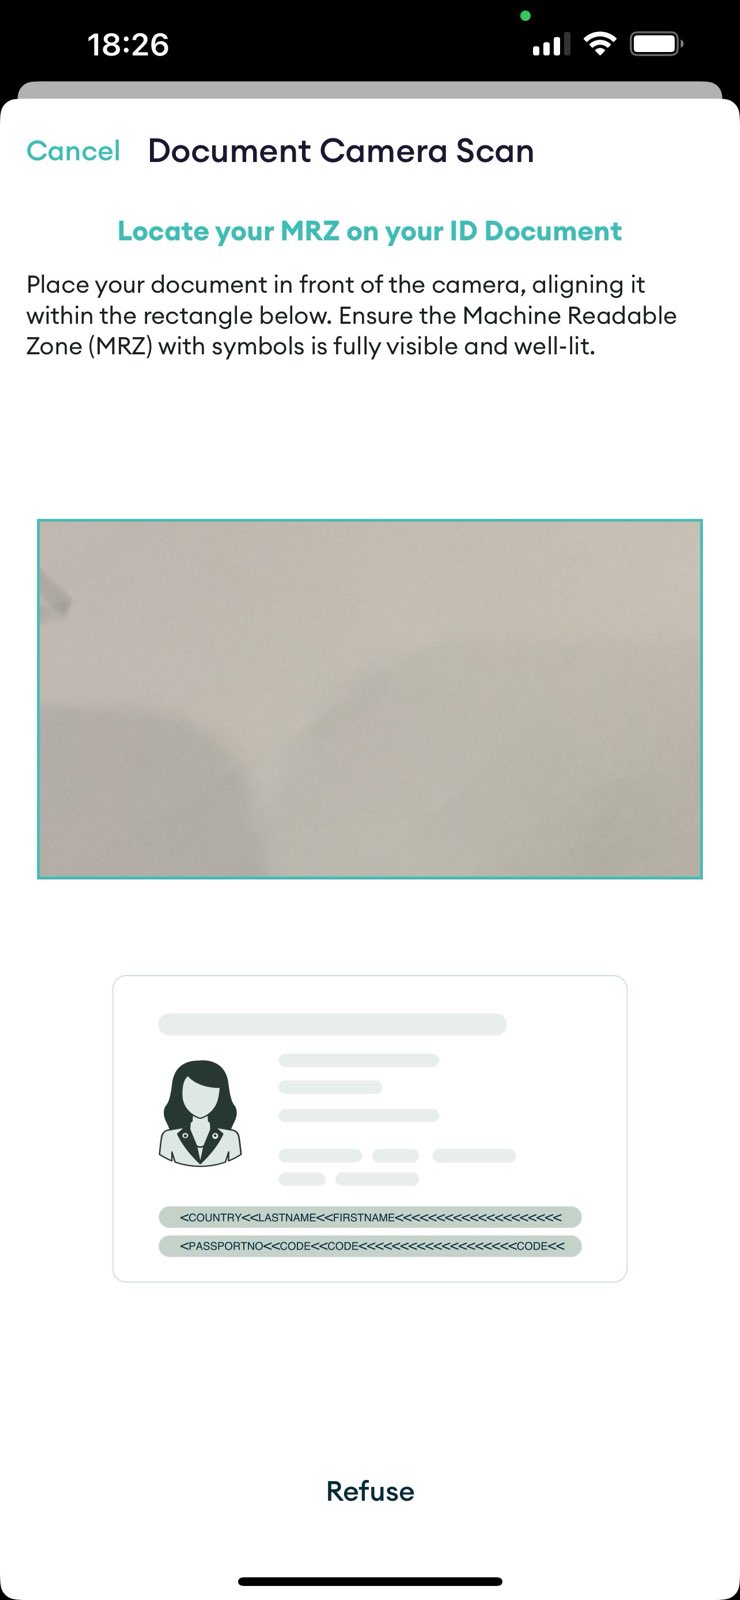 18:26
Cancel Document Camera Scan
Locate your MRZ on your ID Document
Place your document in front of the camera, aligning it
within the rectangle below. Ensure the Machine Readable
Zone (MRZ) with symbols is fully visible and well-lit.
<COUNTRY<<LASTNAME<<FIRSTNAME<<<<<<<<<<<<<<<<<<<<
<PASSPORTNO<<CODE<<CODE<<<<<<<<<<<<<<<<<<<CODE<<
Refuse